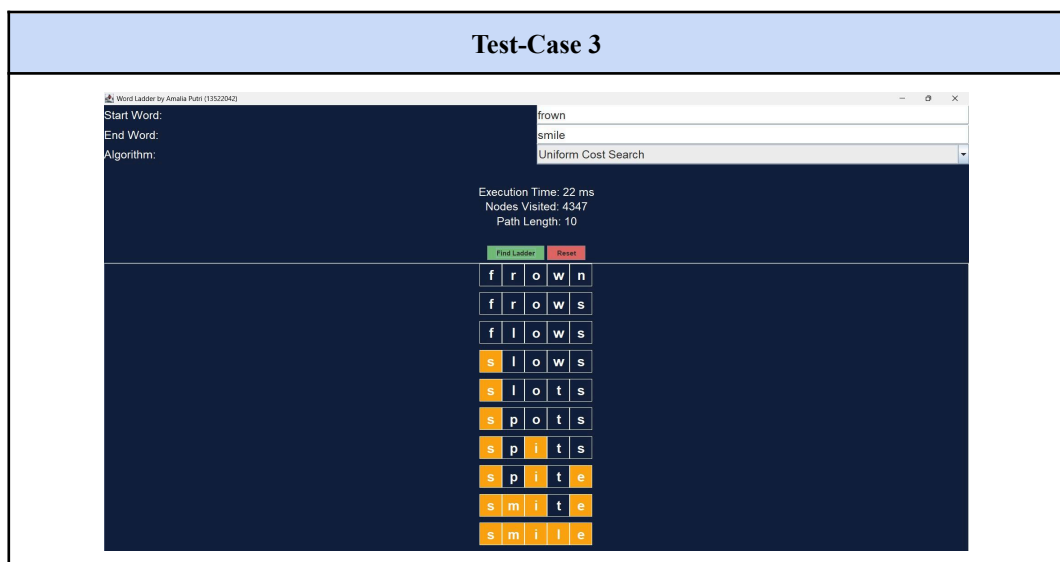 Test-Case 3
Word Ladder by Amalia Putri (13522042)
Start Word: frown
End Word: smile
Algorithm: Uniform Cost Search
Execution Time: 22 ms
Nodes Visited: 4347
Path Length: 10
Find Ladder Reset
f r o w n
f r o w s
f l o w s
s l o w s
s l o t s
s p o t s
s p i t s
s p i t e
s m i t e
s m i l e